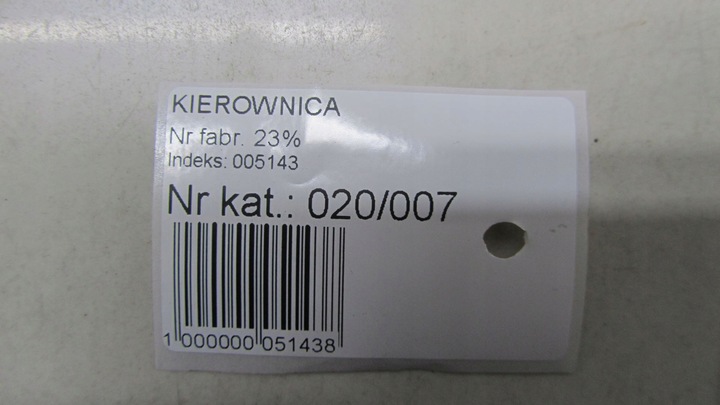 KIEROWNICA
Nr fabr. 23%
Indeks: 005143
Nr kat.: 020/007
1 000000 051438